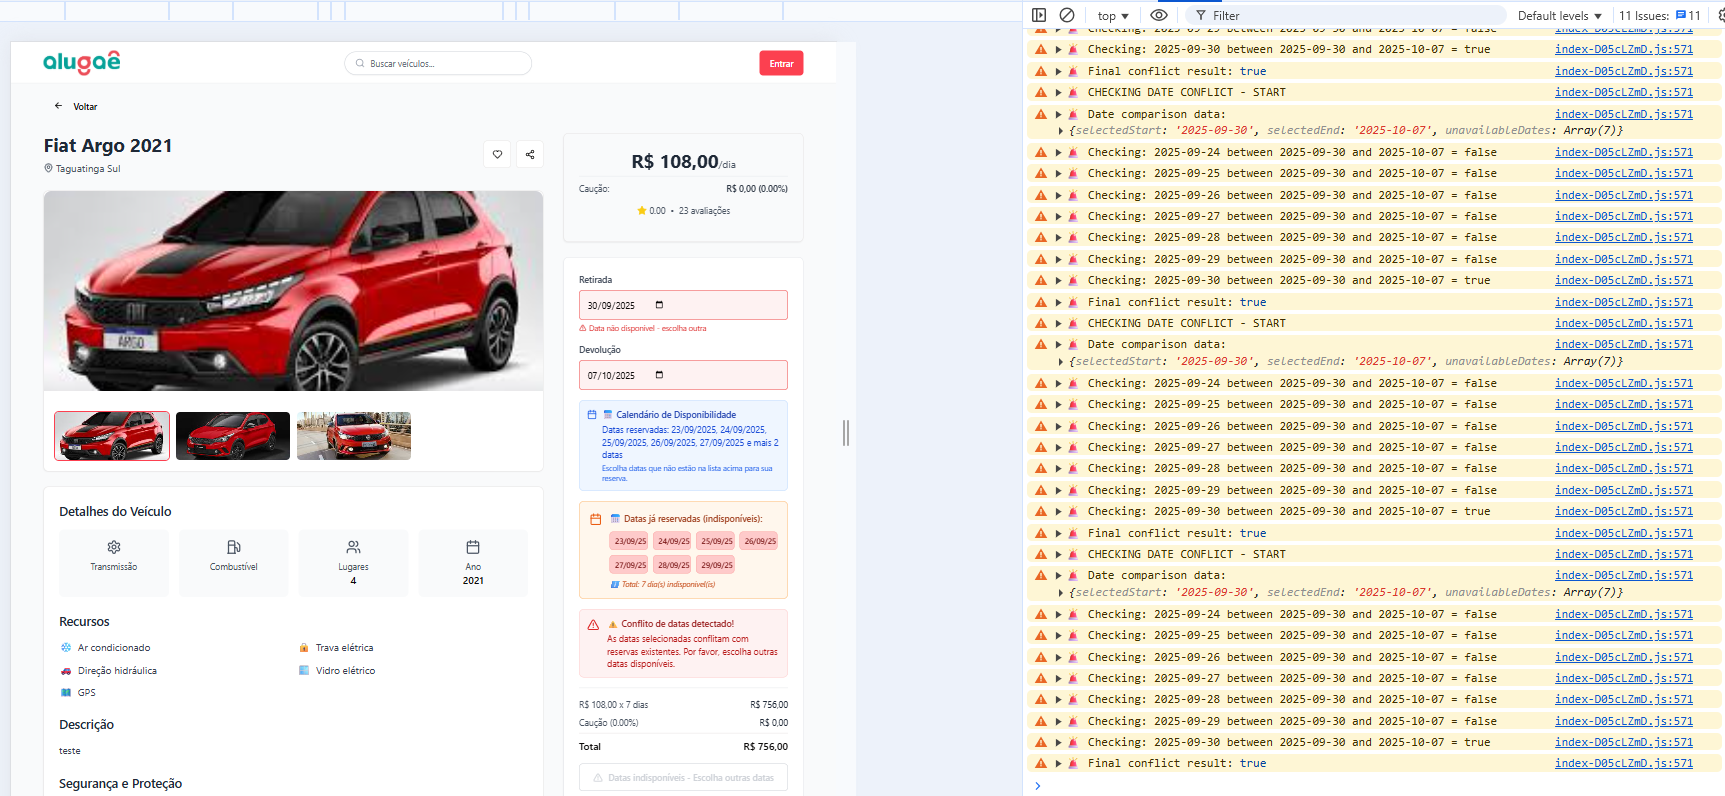 alugaê
Buscar veículos...
Entrar
Voltar
Fiat Argo 2021
Taguatinga Sul
ARGO
Detalhes do Veículo
Transmissão
Combustível
Lugares
4
Ano
2021
Recursos
Ar condicionado
Trava elétrica
Direção hidráulica
Vidro elétrico
GPS
Descrição
teste
Segurança e Proteção
R$ 108,00/dia
Caução: R$ 0,00 (0.00%)
0.00 • 23 avaliações
Retirada
30/09/2025
Data não disponível - escolha outra
Devolução
07/10/2025
Calendário de Disponibilidade
Datas reservadas: 23/09/2025, 24/09/2025,
25/09/2025, 26/09/2025, 27/09/2025 e mais 2
datas
Escolha datas que não estão na lista acima para sua
reserva.
Datas já reservadas (indisponíveis):
23/09/25 24/09/25 25/09/25 26/09/25
27/09/25 28/09/25 29/09/25
Total: 7 dia(s) indisponível(is)
Conflito de datas detectado!
As datas selecionadas conflitam com
reservas existentes. Por favor, escolha outras
datas disponíveis.
R$ 108,00 x 7 dias R$ 756,00
Caução (0.00%) R$ 0,00
Total R$ 756,00
Datas indisponíveis - Escolha outras datas
top Filter Default levels 11 Issues: 11
Checking: 2025-09-29 between 2025-09-30 and 2025-10-07 = false index-D05cLZmD.js:571
Checking: 2025-09-30 between 2025-09-30 and 2025-10-07 = true index-D05cLZmD.js:571
Final conflict result: true index-D05cLZmD.js:571
CHECKING DATE CONFLICT - START index-D05cLZmD.js:571
Date comparison data: index-D05cLZmD.js:571
{selectedStart: '2025-09-30', selectedEnd: '2025-10-07', unavailableDates: Array(7)}
Checking: 2025-09-24 between 2025-09-30 and 2025-10-07 = false index-D05cLZmD.js:571
Checking: 2025-09-25 between 2025-09-30 and 2025-10-07 = false index-D05cLZmD.js:571
Checking: 2025-09-26 between 2025-09-30 and 2025-10-07 = false index-D05cLZmD.js:571
Checking: 2025-09-27 between 2025-09-30 and 2025-10-07 = false index-D05cLZmD.js:571
Checking: 2025-09-28 between 2025-09-30 and 2025-10-07 = false index-D05cLZmD.js:571
Checking: 2025-09-29 between 2025-09-30 and 2025-10-07 = false index-D05cLZmD.js:571
Checking: 2025-09-30 between 2025-09-30 and 2025-10-07 = true index-D05cLZmD.js:571
Final conflict result: true index-D05cLZmD.js:571
CHECKING DATE CONFLICT - START index-D05cLZmD.js:571
Date comparison data: index-D05cLZmD.js:571
{selectedStart: '2025-09-30', selectedEnd: '2025-10-07', unavailableDates: Array(7)}
Checking: 2025-09-24 between 2025-09-30 and 2025-10-07 = false index-D05cLZmD.js:571
Checking: 2025-09-25 between 2025-09-30 and 2025-10-07 = false index-D05cLZmD.js:571
Checking: 2025-09-26 between 2025-09-30 and 2025-10-07 = false index-D05cLZmD.js:571
Checking: 2025-09-27 between 2025-09-30 and 2025-10-07 = false index-D05cLZmD.js:571
Checking: 2025-09-28 between 2025-09-30 and 2025-10-07 = false index-D05cLZmD.js:571
Checking: 2025-09-29 between 2025-09-30 and 2025-10-07 = false index-D05cLZmD.js:571
Checking: 2025-09-30 between 2025-09-30 and 2025-10-07 = true index-D05cLZmD.js:571
Final conflict result: true index-D05cLZmD.js:571
CHECKING DATE CONFLICT - START index-D05cLZmD.js:571
Date comparison data: index-D05cLZmD.js:571
{selectedStart: '2025-09-30', selectedEnd: '2025-10-07', unavailableDates: Array(7)}
Checking: 2025-09-24 between 2025-09-30 and 2025-10-07 = false index-D05cLZmD.js:571
Checking: 2025-09-25 between 2025-09-30 and 2025-10-07 = false index-D05cLZmD.js:571
Checking: 2025-09-26 between 2025-09-30 and 2025-10-07 = false index-D05cLZmD.js:571
Checking: 2025-09-27 between 2025-09-30 and 2025-10-07 = false index-D05cLZmD.js:571
Checking: 2025-09-28 between 2025-09-30 and 2025-10-07 = false index-D05cLZmD.js:571
Checking: 2025-09-29 between 2025-09-30 and 2025-10-07 = false index-D05cLZmD.js:571
Checking: 2025-09-30 between 2025-09-30 and 2025-10-07 = true index-D05cLZmD.js:571
Final conflict result: true index-D05cLZmD.js:571